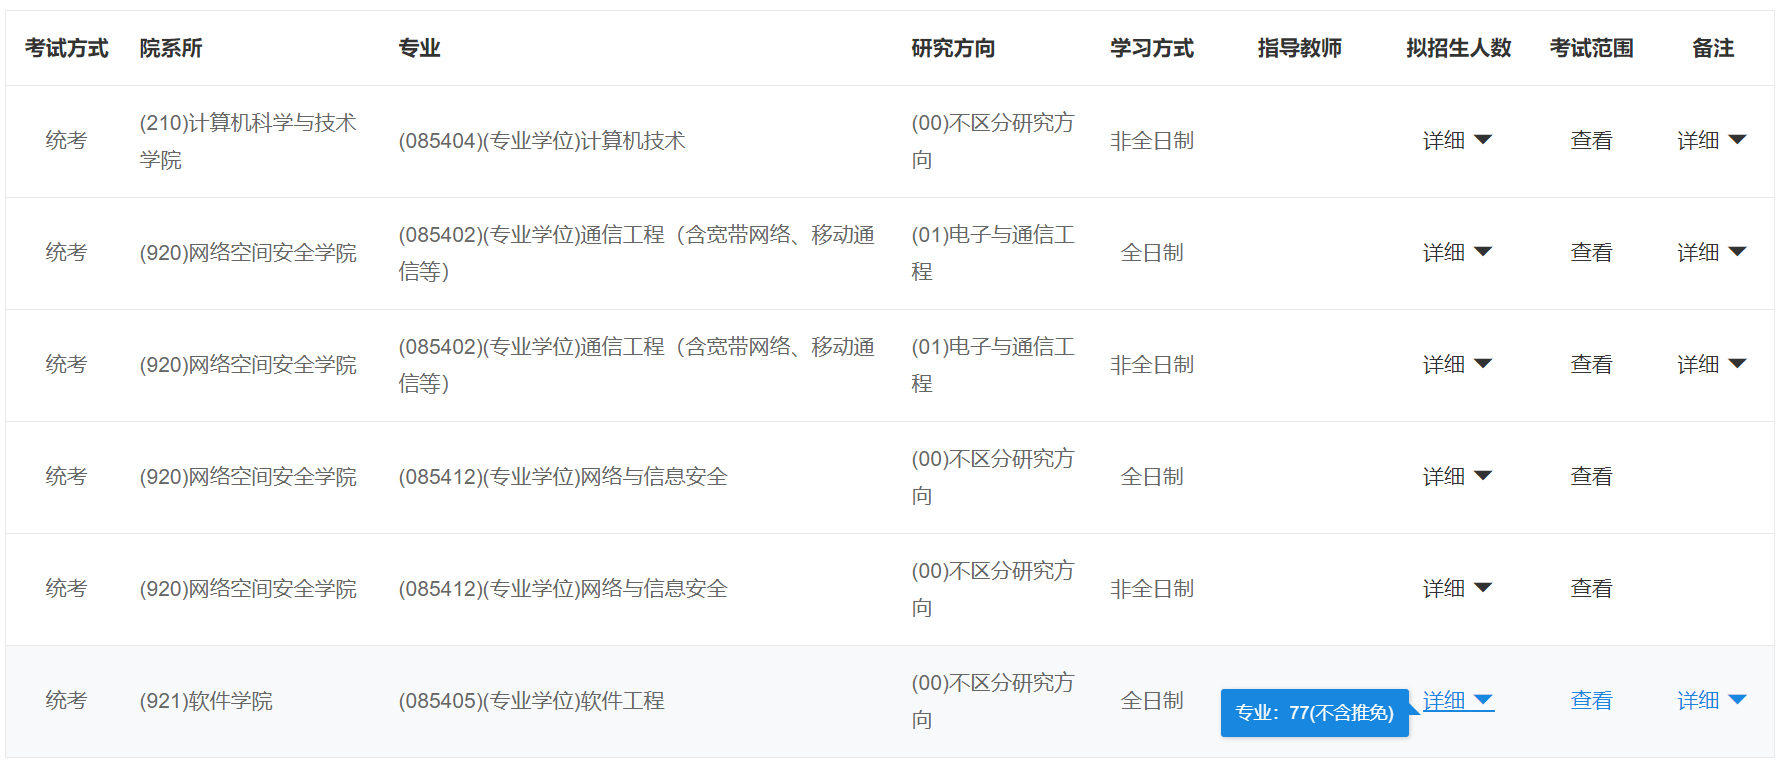 考试方式 院系所 专业 研究方向 学习方式 指导教师 拟招生人数 考试范围 备注
统考 (210)计算机科学与技术学院 (085404)(专业学位)计算机技术 (00)不区分研究方向 非全日制 详细 查看 详细
统考 (920)网络空间安全学院 (085402)(专业学位)通信工程（含宽带网络、移动通信等） (01)电子与通信工程 全日制 详细 查看 详细
统考 (920)网络空间安全学院 (085402)(专业学位)通信工程（含宽带网络、移动通信等） (01)电子与通信工程 非全日制 详细 查看 详细
统考 (920)网络空间安全学院 (085412)(专业学位)网络与信息安全 (00)不区分研究方向 全日制 详细 查看
统考 (920)网络空间安全学院 (085412)(专业学位)网络与信息安全 (00)不区分研究方向 非全日制 详细 查看
统考 (921)软件学院 (085405)(专业学位)软件工程 (00)不区分研究方向 全日制 专业：77(不含推免) 详细 查看 详细